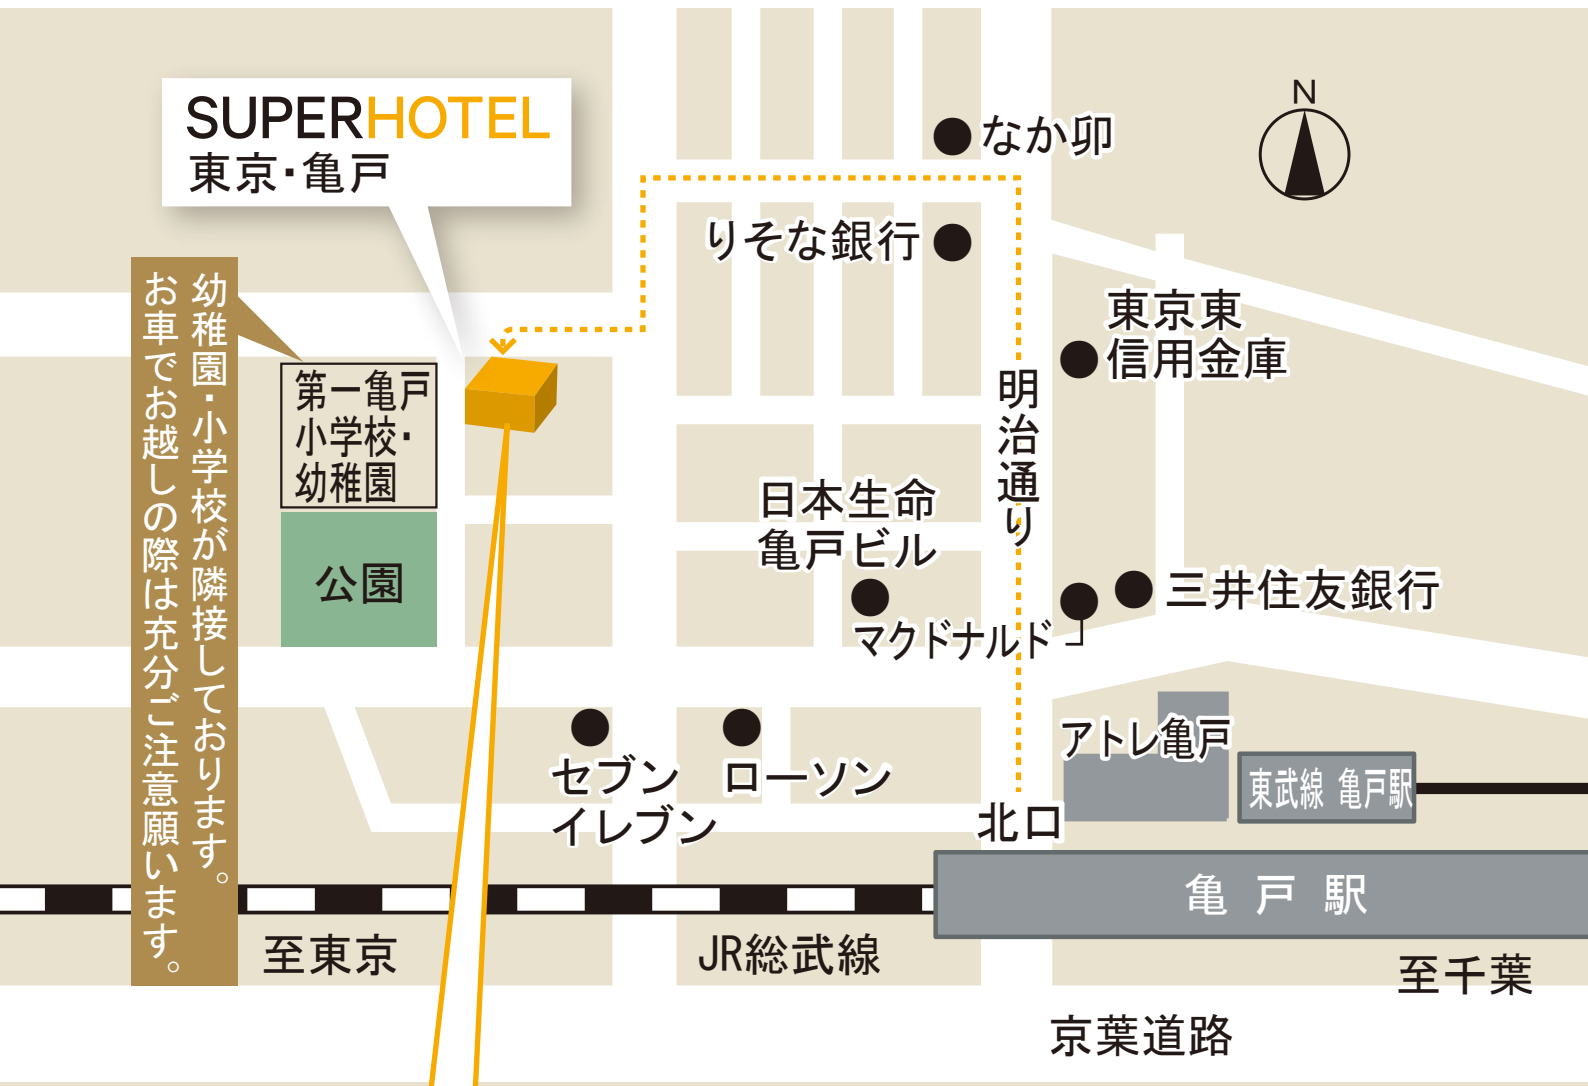 SUPERHOTEL
東京・亀戸
N
なか卯
りそな銀行
東京東
信用金庫
幼稚園・小学校が隣接しております。
お車でお越しの際は充分ご注意願います。
第一亀戸
小学校・
幼稚園
公園
明治通り
日本生命
亀戸ビル
三井住友銀行
マクドナルド
アトレ亀戸
セブン
イレブン
ローソン
東武線 亀戸駅
北口
亀戸駅
至東京
JR総武線
至千葉
京葉道路